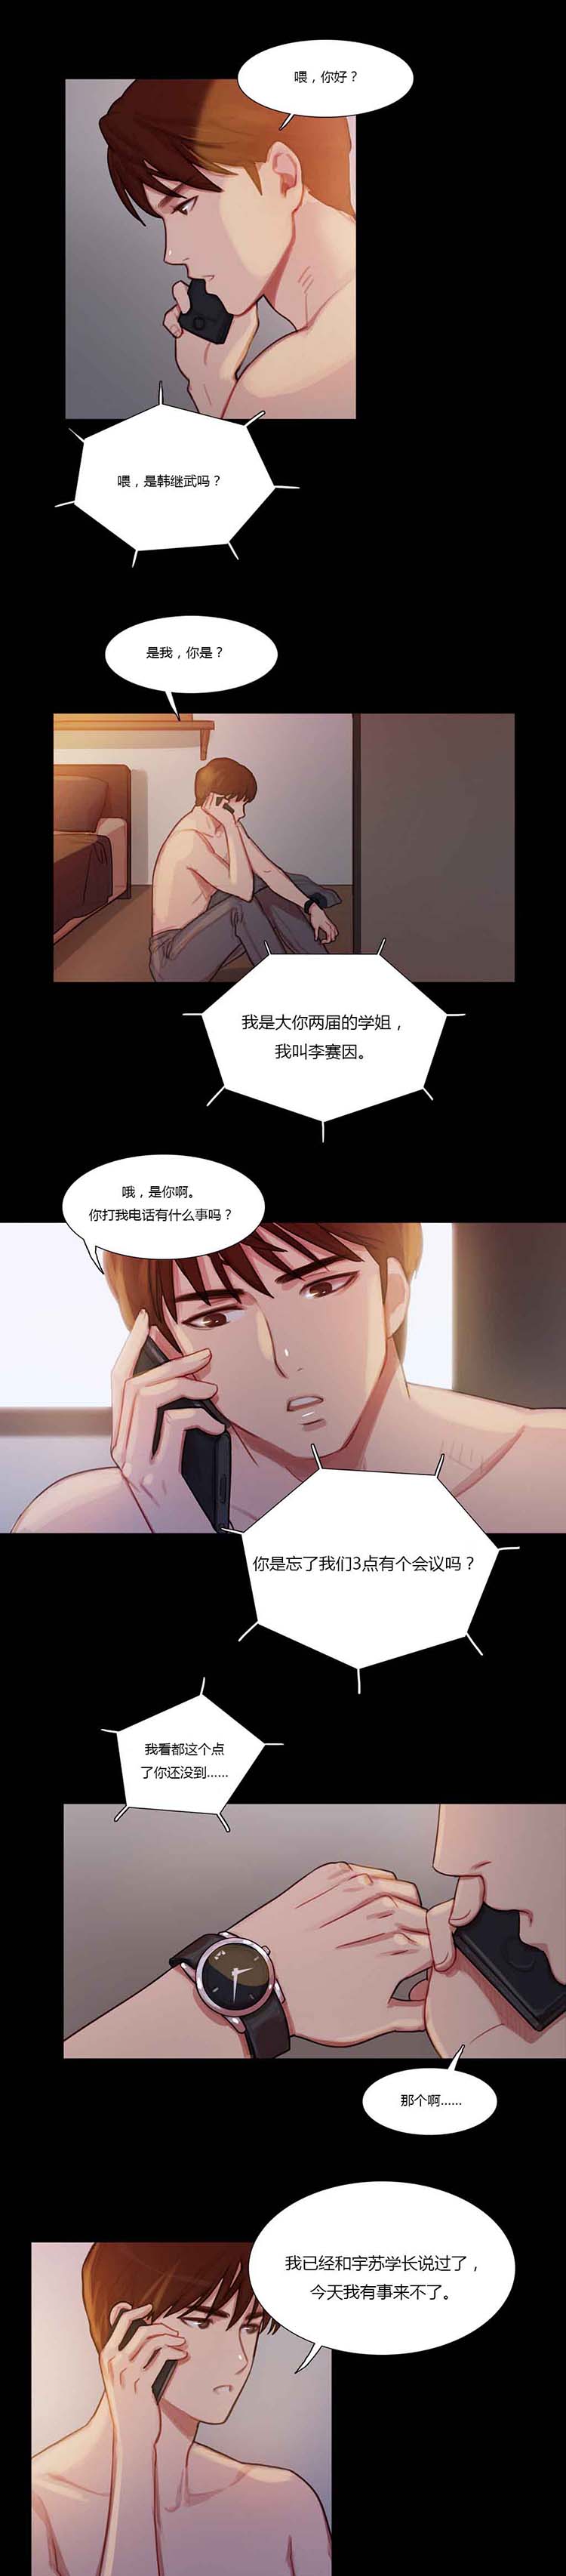 喂，你好？
喂，是韩继武吗？
是我，你是？
我是大你两届的学姐，
我叫李赛因。
哦，是你啊。
你打我电话有什么事吗？
你是忘了我们3点有个会议吗？
我看都这个点
了你还没到……
那个啊……
我已经和宇苏学长说过了，
今天我有事来不了。